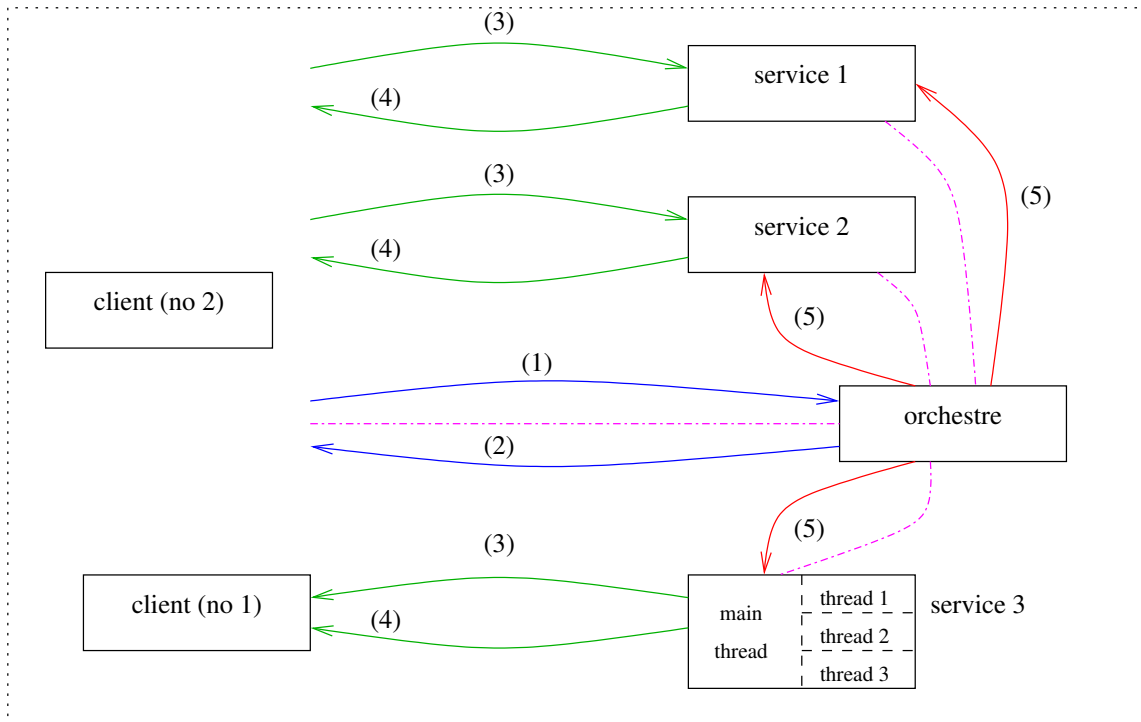 (3)
service 1
(4)
(3)
(5)
service 2
(4)
client (no 2)
(5)
(1)
orchestre
(2)
(5)
(3)
client (no 1)
thread 1
service 3
main
(4)
thread 2
thread
thread 3